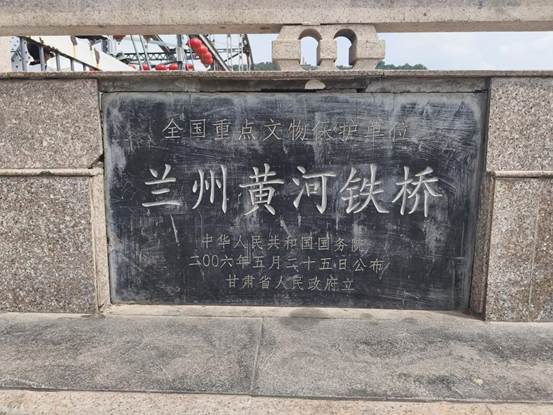 全国重点文物保护单位
兰州黄河铁桥
中华人民共和国国务院
二〇〇六年五月二十五日公布
甘肃省人民政府立